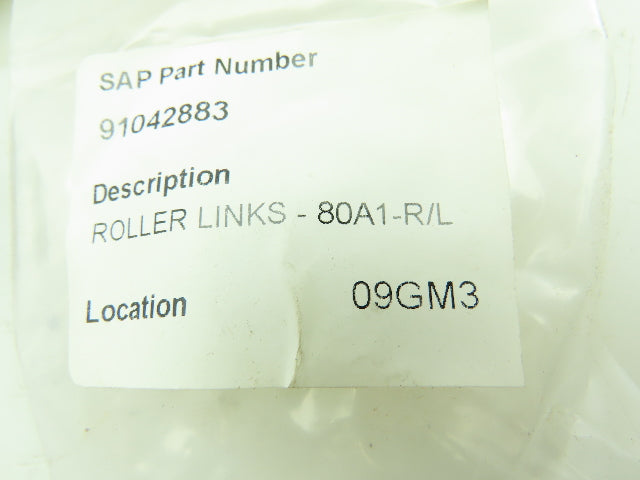 SAP Part Number
91042883
Description
ROLLER LINKS - 80A1-R/L
Location 09GM3